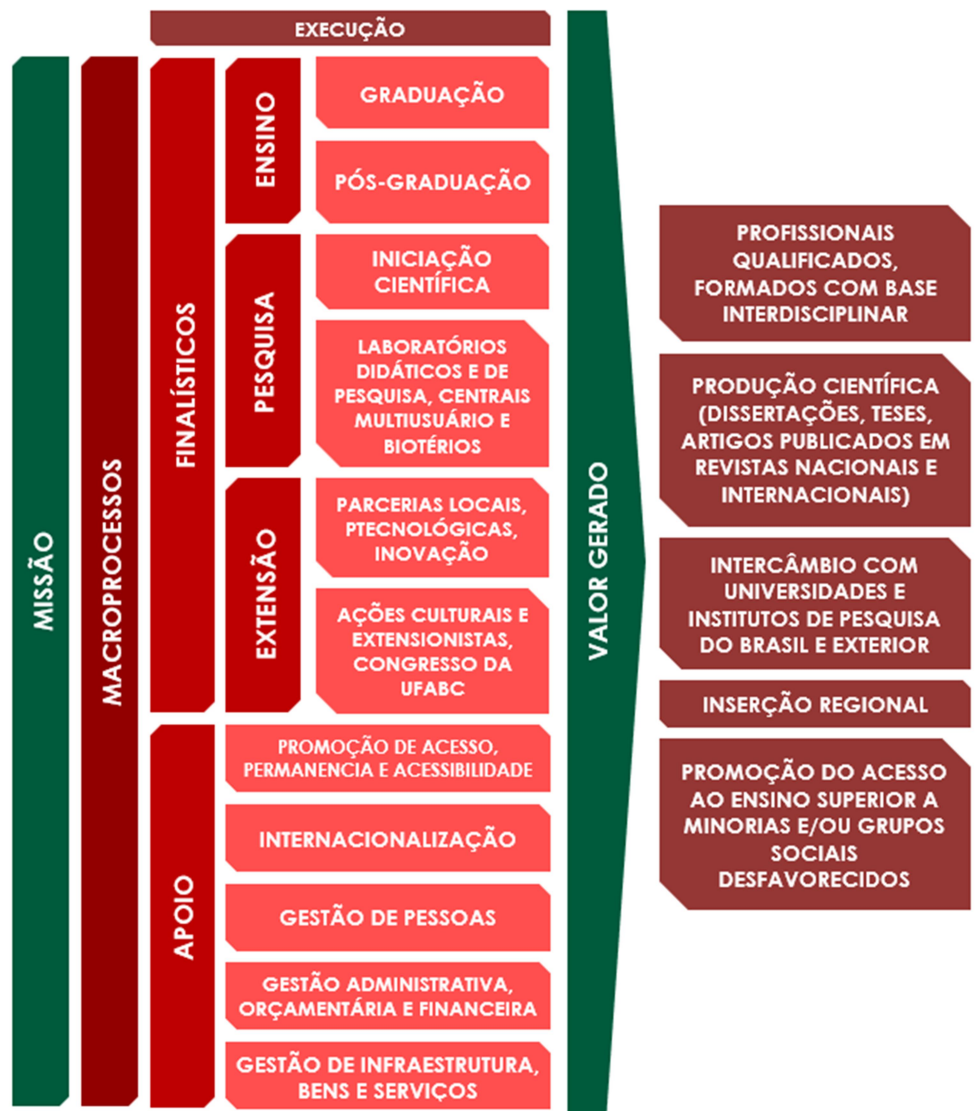 EXECUÇÃO
MISSÃO
MACROPROCESSOS
FINALÍSTICOS
ENSINO
GRADUAÇÃO
PÓS-GRADUAÇÃO
PESQUISA
INICIAÇÃO
CIENTÍFICA
LABORATÓRIOS
DIDÁTICOS E DE
PESQUISA, CENTRAIS
MULTIUSUÁRIO E
BIOTÉRIOS
EXTENSÃO
PARCERIAS LOCAIS,
PTECNOLÓGICAS,
INOVAÇÃO
AÇÕES CULTURAIS E
EXTENSIONISTAS,
CONGRESSO DA
UFABC
APOIO
PROMOÇÃO DE ACESSO,
PERMANENCIA E ACESSIBILIDADE
INTERNACIONALIZAÇÃO
GESTÃO DE PESSOAS
GESTÃO ADMINISTRATIVA,
ORÇAMENTÁRIA E FINANCEIRA
GESTÃO DE INFRAESTRUTURA,
BENS E SERVIÇOS
VALOR GERADO
PROFISSIONAIS
QUALIFICADOS,
FORMADOS COM BASE
INTERDISCIPLINAR
PRODUÇÃO CIENTÍFICA
(DISSERTAÇÕES, TESES,
ARTIGOS PUBLICADOS EM
REVISTAS NACIONAIS E
INTERNACIONAIS)
INTERCÂMBIO COM
UNIVERSIDADES E
INSTITUTOS DE PESQUISA
DO BRASIL E EXTERIOR
INSERÇÃO REGIONAL
PROMOÇÃO DO ACESSO
AO ENSINO SUPERIOR A
MINORIAS E/OU GRUPOS
SOCIAIS
DESFAVORECIDOS